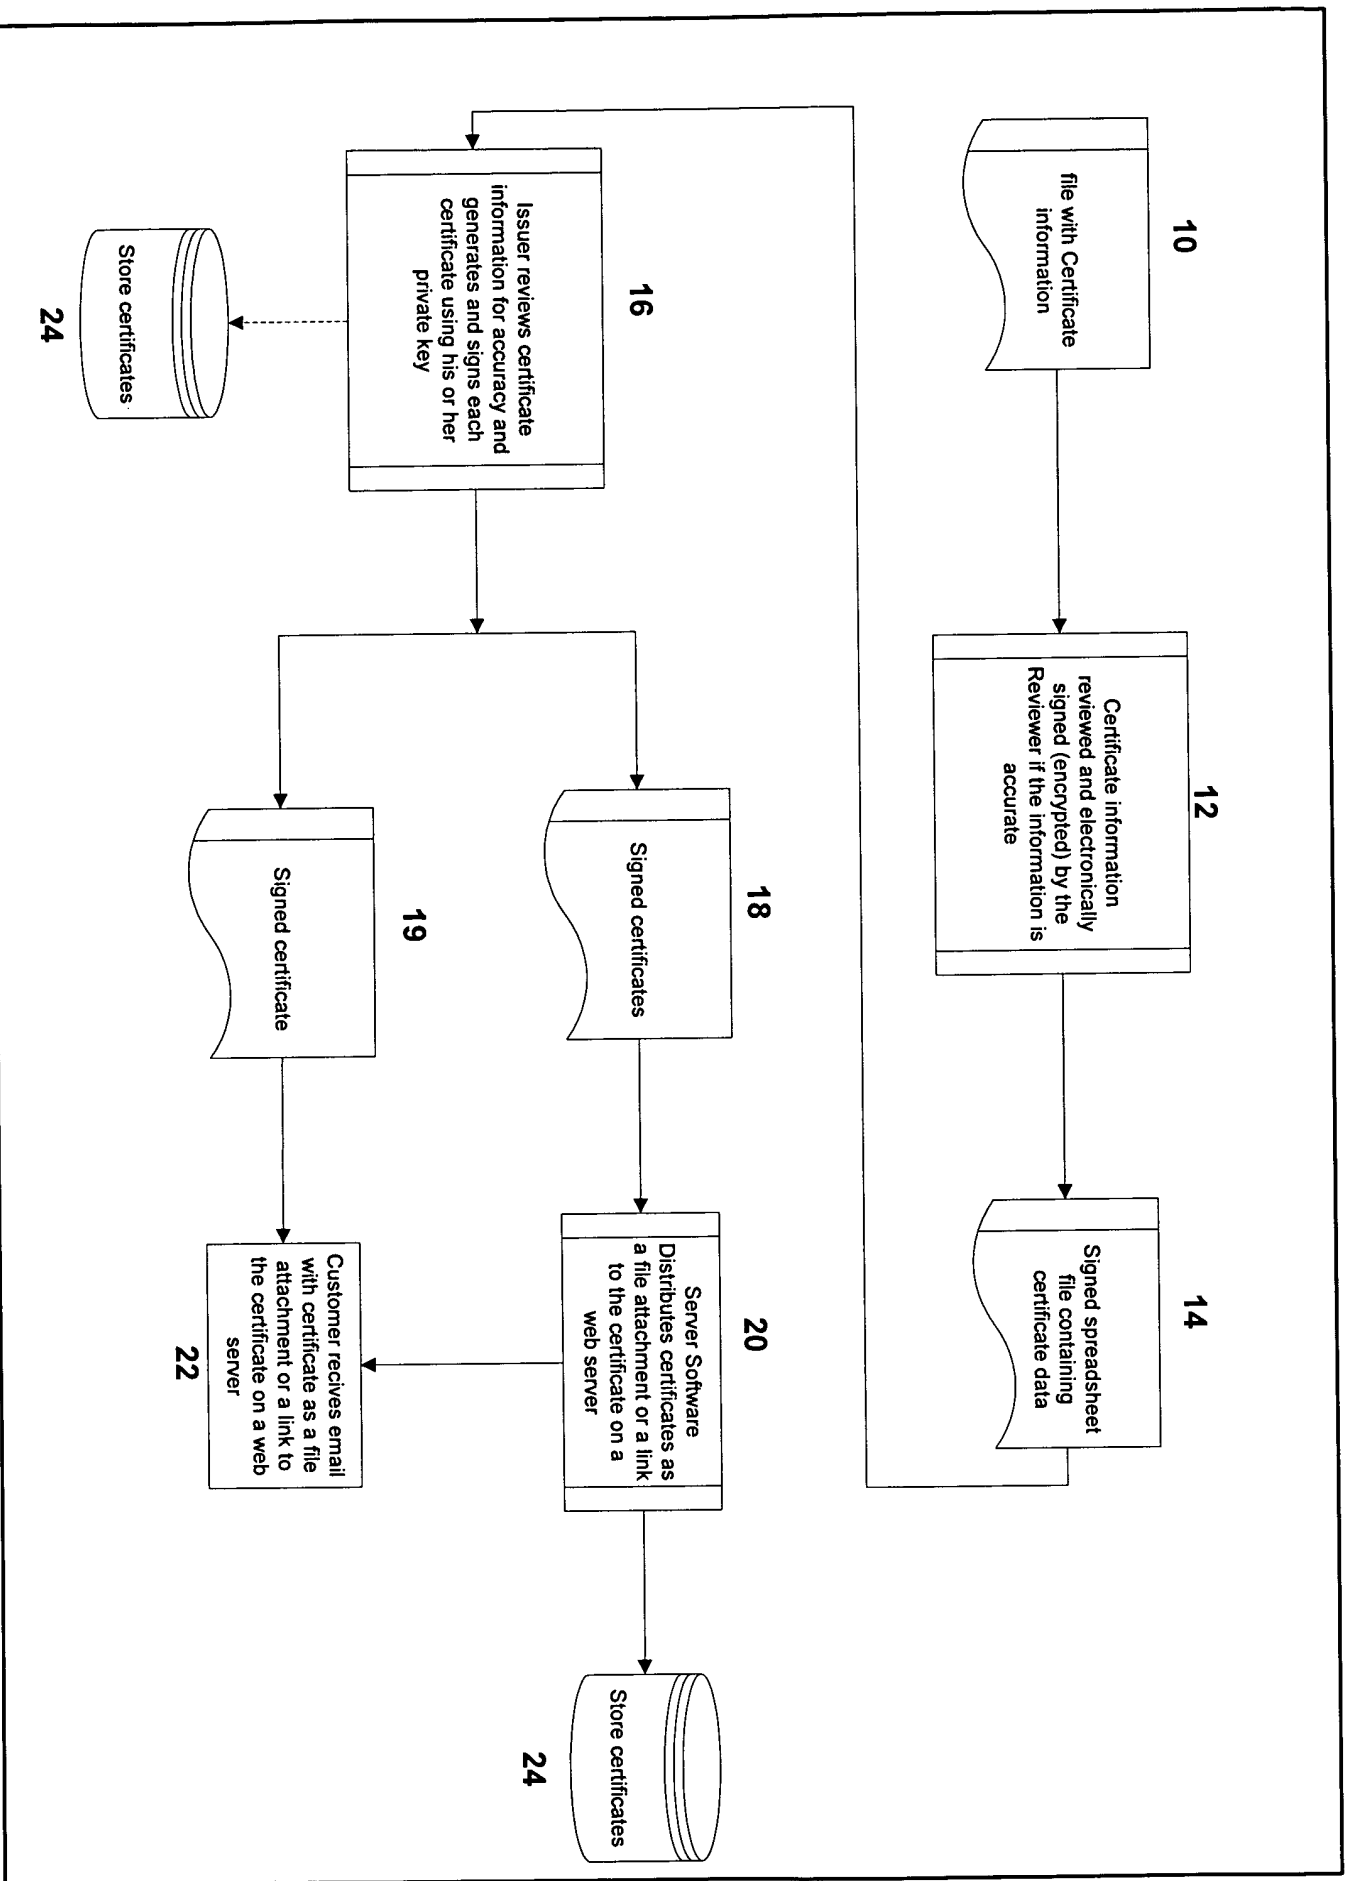 10
file with Certificate
information
12
Certificate information
reviewed and electronically
signed (encrypted) by the
Reviewer if the information is
accurate
14
Signed spreadsheet
file containing
certificate data
16
Issuer reviews certificate
information for accuracy and
generates and signs each
certificate using his or her
private key
18
Signed certificates
20
Server Software
Distributes certificates as
a file attachment or a link
to the certificate on a
web server
Store certificates
24
19
Signed certificate
Customer recives email
with certificate as a file
attachment or a link to
the certificate on a web
server
22
Store certificates
24